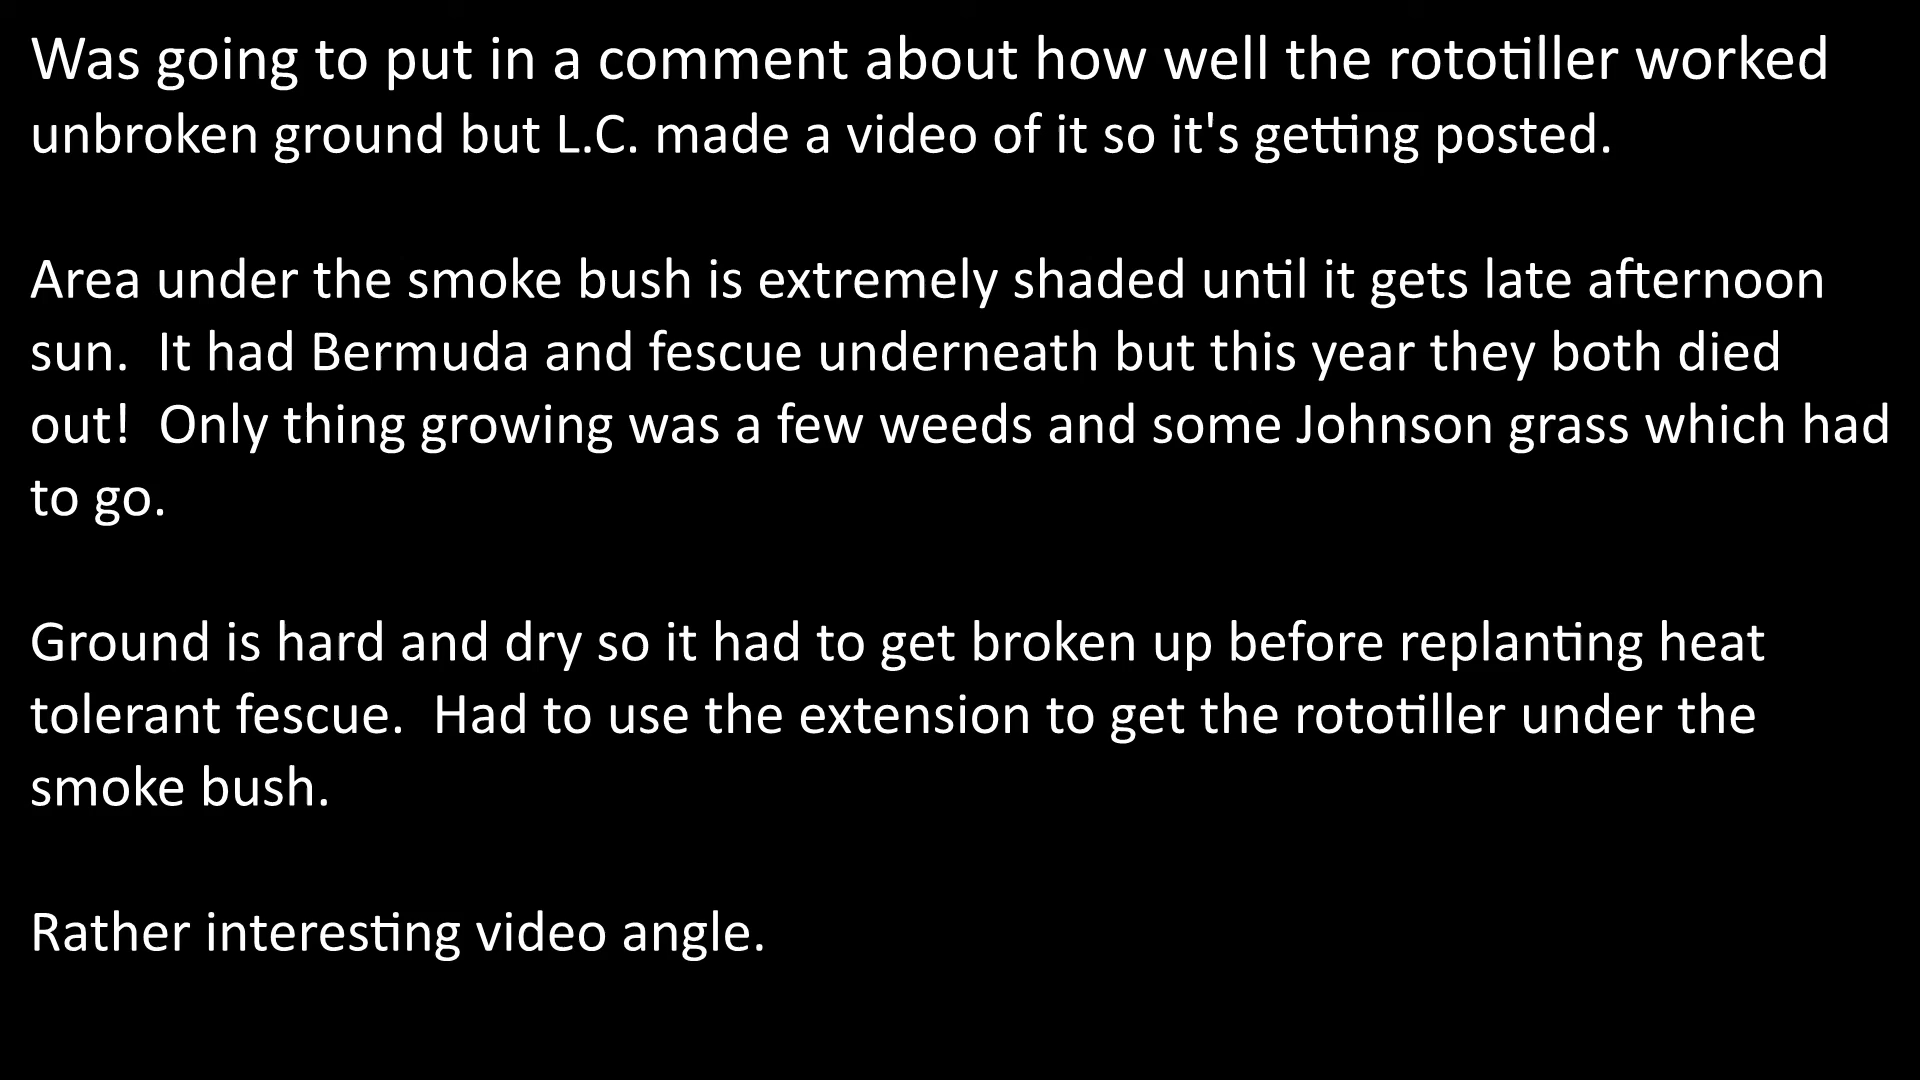 Was going to put in a comment about how well the rototiller worked
unbroken ground but L.C. made a video of it so it's getting posted.
Area under the smoke bush is extremely shaded until it gets late afternoon
sun.  It had Bermuda and fescue underneath but this year they both died
out!  Only thing growing was a few weeds and some Johnson grass which had
to go.
Ground is hard and dry so it had to get broken up before replanting heat
tolerant fescue.  Had to use the extension to get the rototiller under the
smoke bush.
Rather interesting video angle.